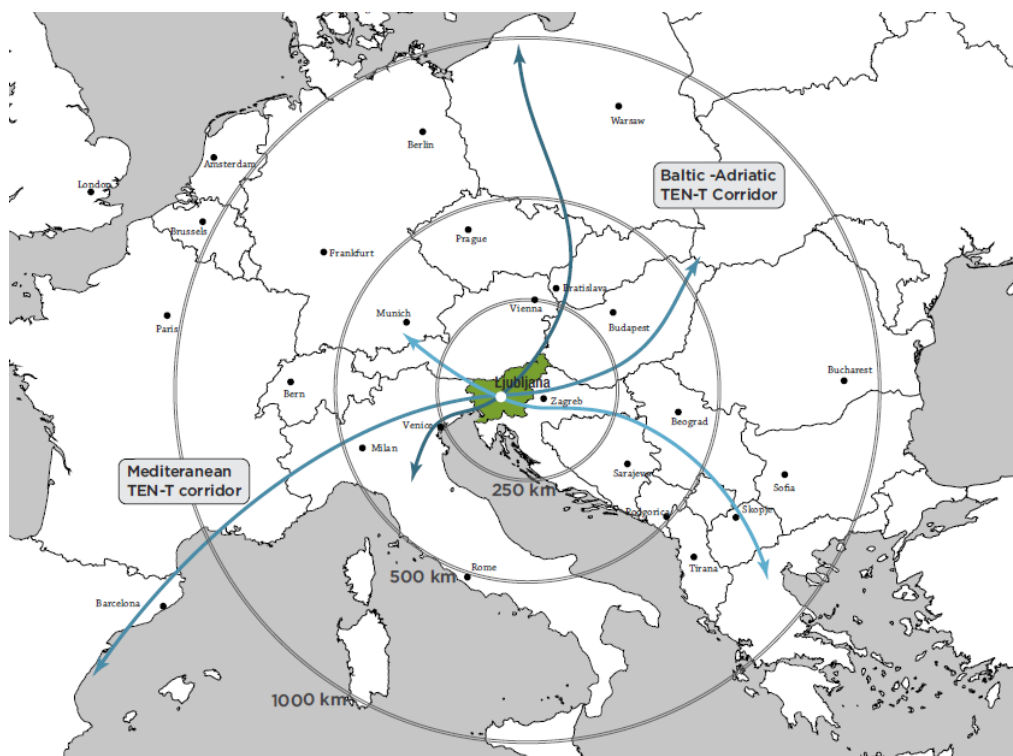 Warsaw
Berlin
Amsterdam
Baltic -Adriatic
TEN-T Corridor
London
Brussels
Prague
Frankfurt
Bratislava
Vienna
Munich
Budapest
Paris
Bern
Ljubljana
Bucharest
Zagreb
Beograd
Venice
Milan
Mediteranean
TEN-T corridor
Sarajewo
Sofia
250 km
Podgorica
Skopje
500 km
Rome
Tirana
Barcelona
1000 km